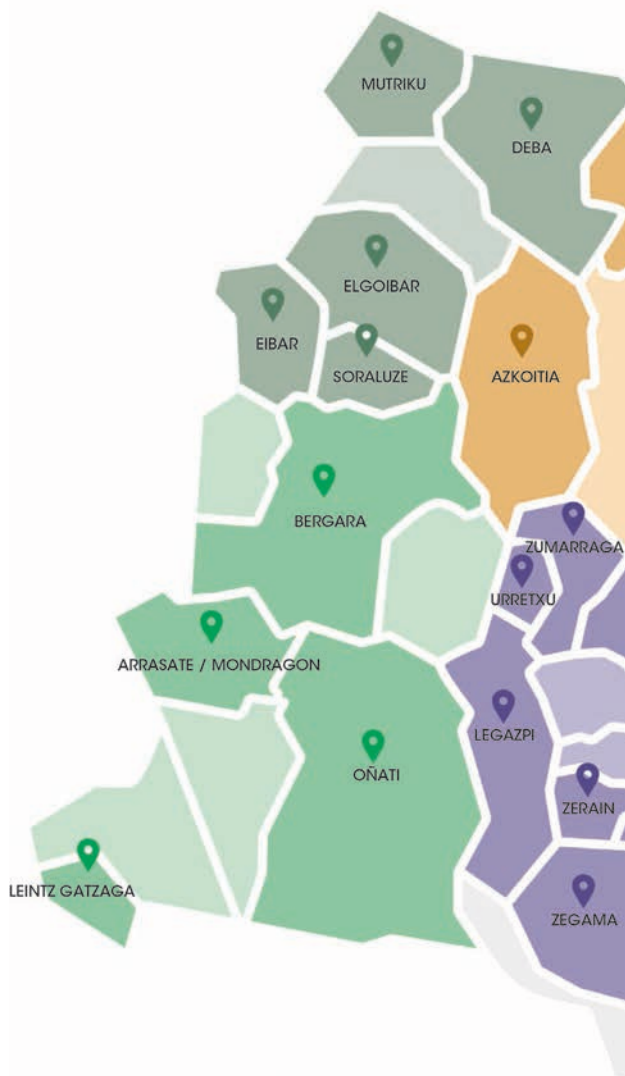 MUTRIKU
DEBA
ELGOIBAR
EIBAR
SORALUZE
AZKOITIA
BERGARA
ZUMARRAGA
URRETXU
ARRASATE / MONDRAGON
LEGAZPI
OÑATI
ZERAIN
LEINTZ GATZAGA
ZEGAMA